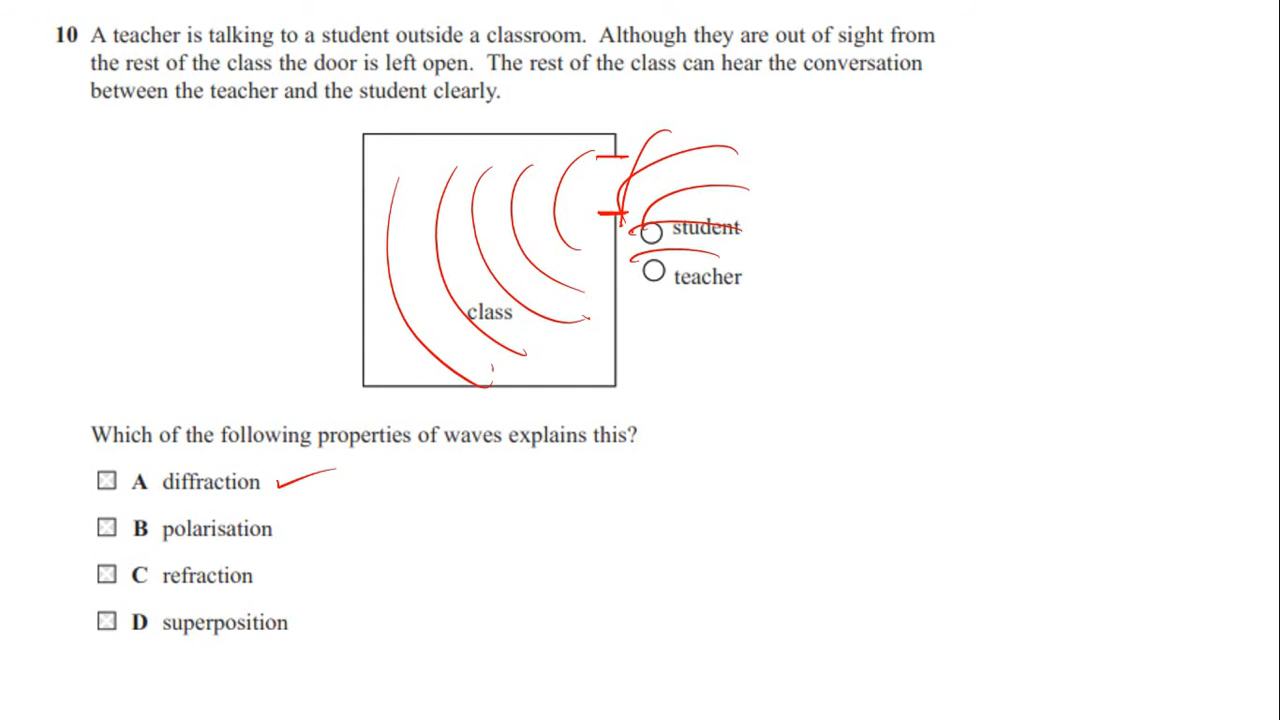 10 A teacher is talking to a student outside a classroom. Although they are out of sight from
the rest of the class the door is left open. The rest of the class can hear the conversation
between the teacher and the student clearly.
student
teacher
class
Which of the following properties of waves explains this?
A diffraction
B polarisation
C refraction
D superposition